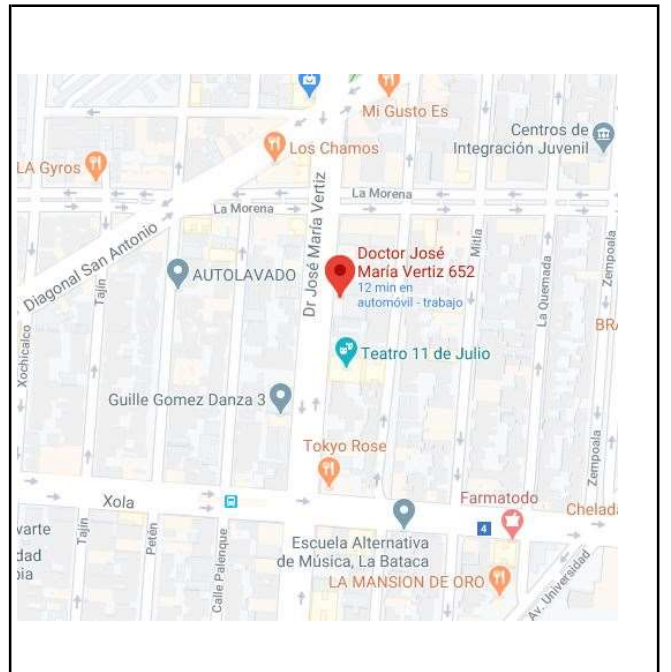 Mi Gusto Es
Centros de
Integración Juvenil
Los Chamos
LA Gyros
La Morena
La Morena
Diagonal San Antonio
Dr José María Vertiz
Doctor José
María Vertiz 652
12 min en
automóvil - trabajo
AUTOLAVADO
Mitla
La Quemada
Zempoala
Tajín
Xochicalco
BRA
Teatro 11 de Julio
Guille Gomez Danza 3
Tokyo Rose
Zempoala
Xola
Farmatodo
4
Chelad
varte
dad
bia
Tajín
Petén
Calle Palenque
Escuela Alternativa
de Música, La Bataca
LA MANSION DE ORO
Av. Universidad